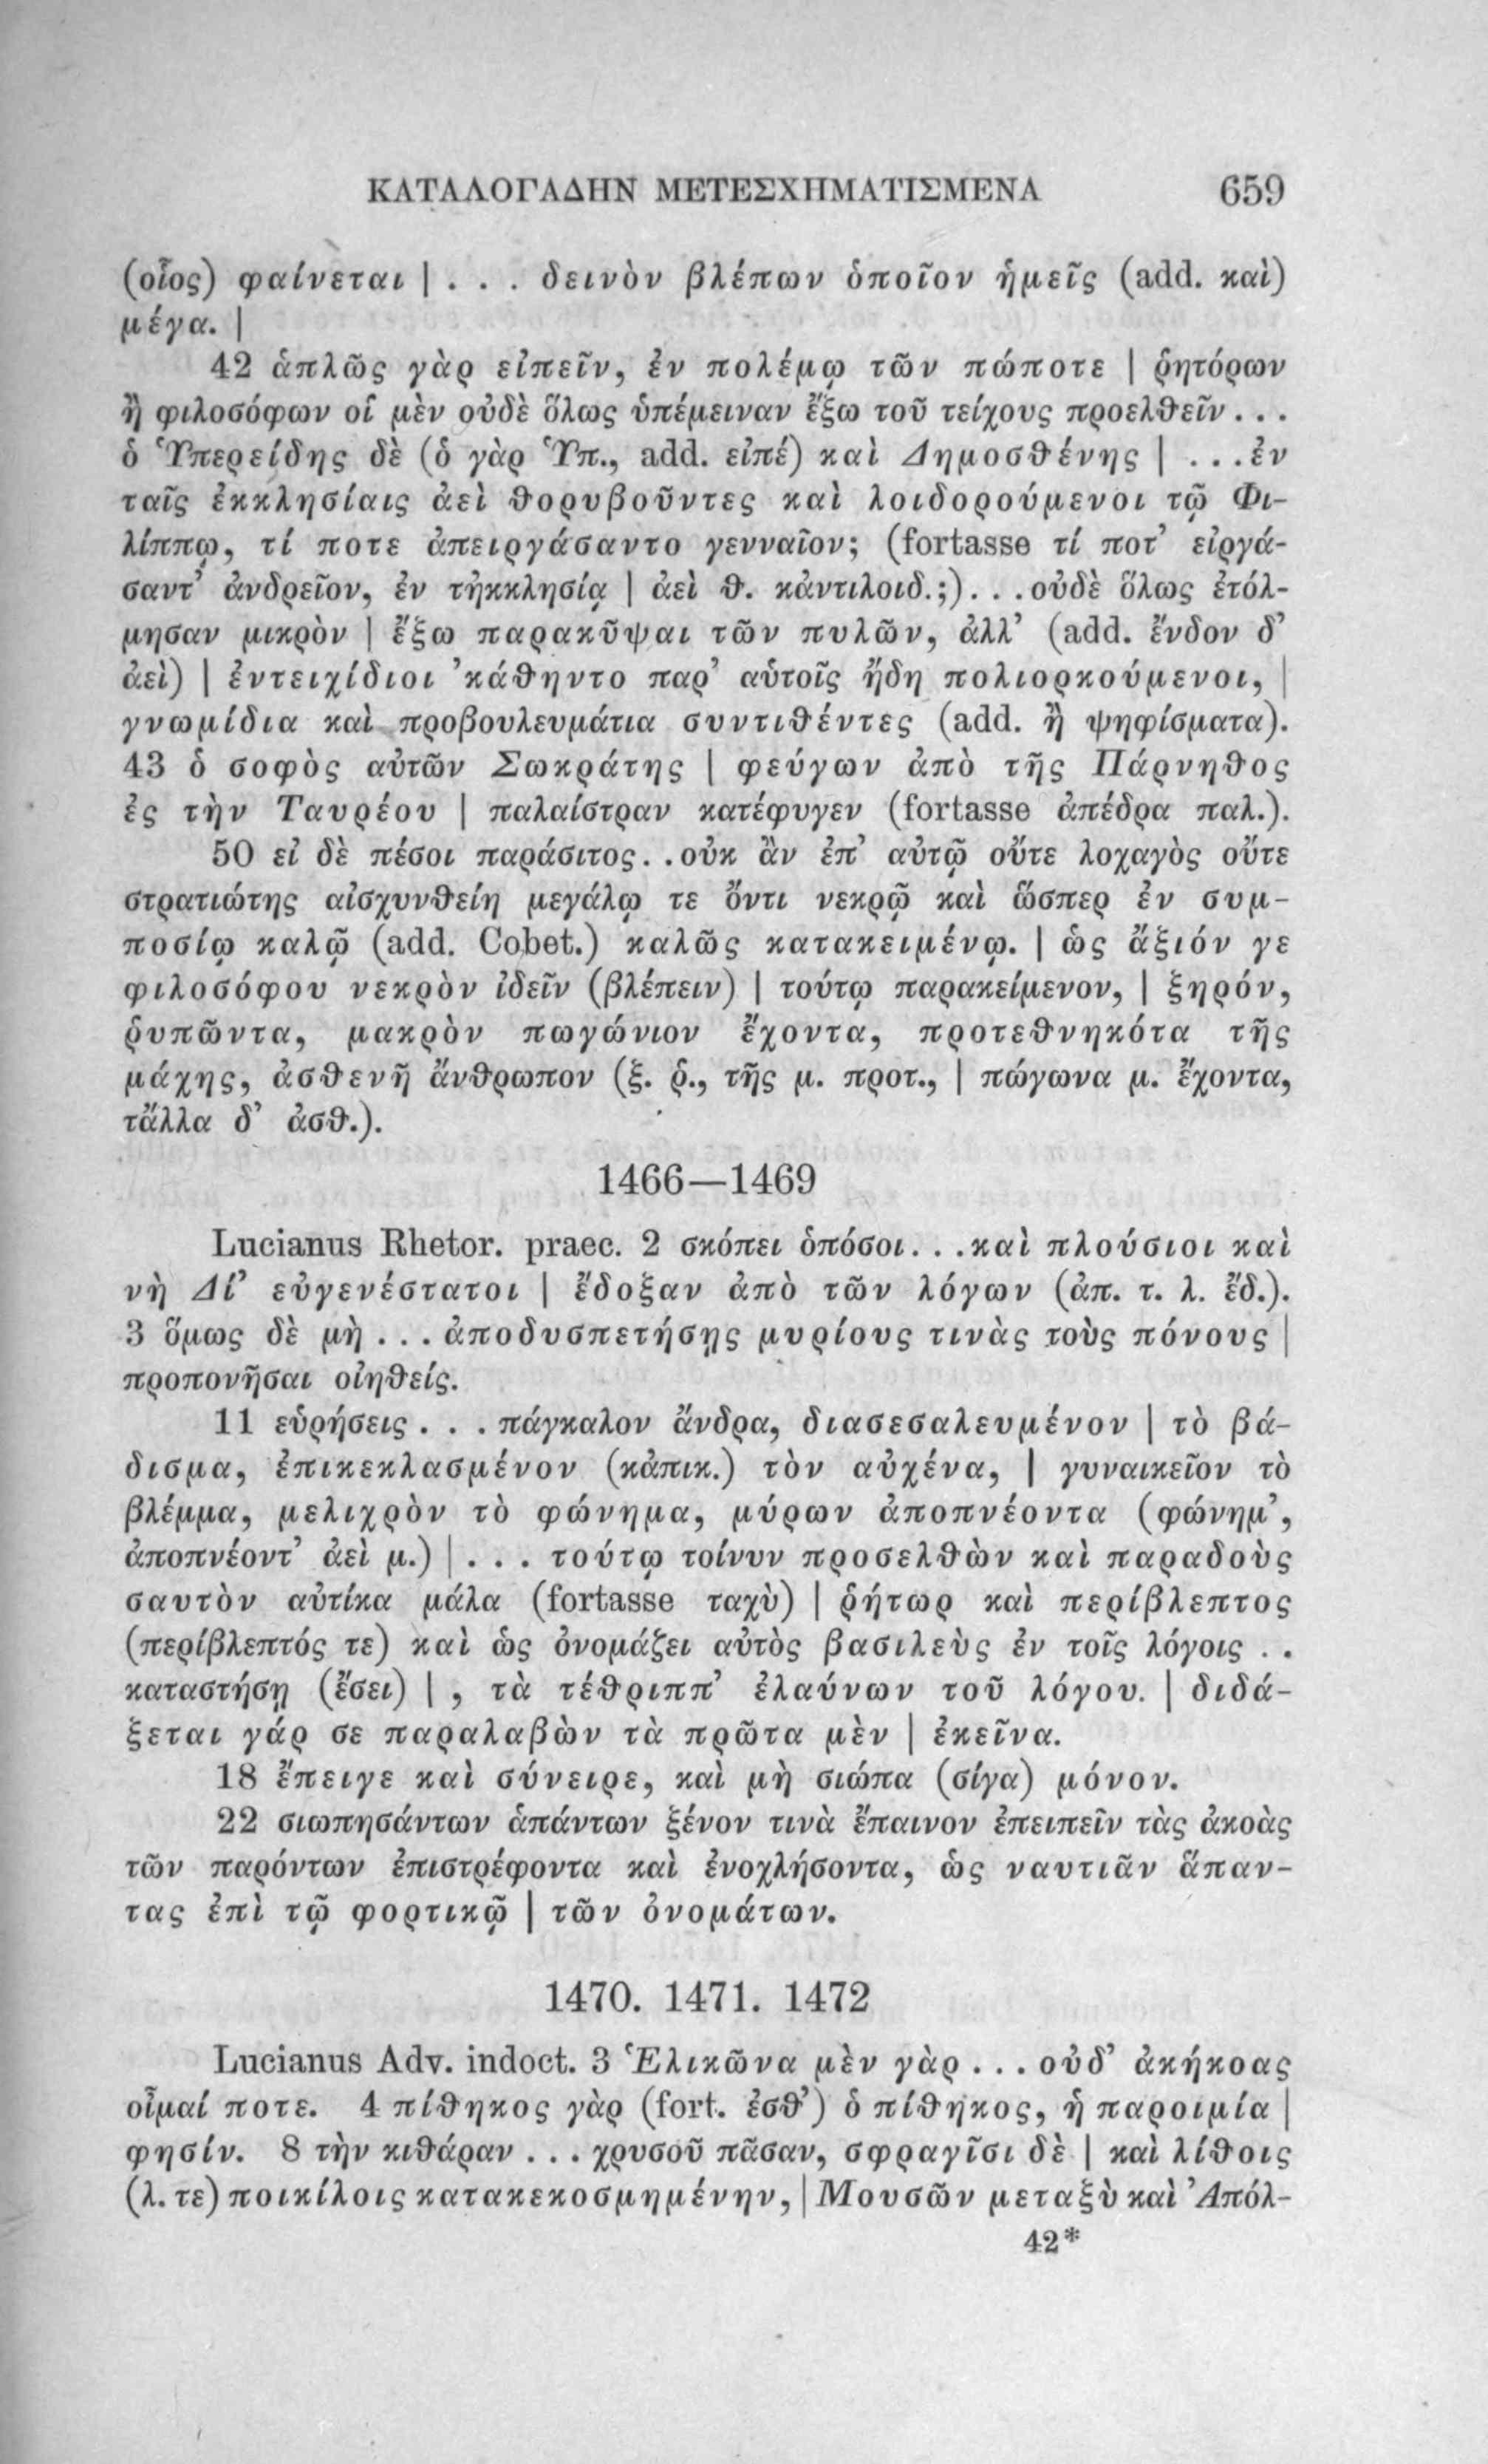 ΚΑΤΑΛΟΓΑΔΗΝ ΜΕΤΕΣΧΗΜΑΤΙΣΜΕΝΑ 659
(οἷος) φαίνεται | . . . δεινὸν βλέπων ὁποῖον ἡμεῖς (add. καὶ)
μέγα. |
42 ἁπλῶς γὰρ εἰπεῖν, ἐν πολέμῳ τῶν πώποτε | ῥητόρων
ἢ φιλοσόφων οἳ μὲν οὐδὲ ὅλως ὑπέμειναν ἔξω τοῦ τείχους προελθεῖν . . .
ὁ Ὑπερείδης δὲ (ὁ γὰρ Ὑπ., add. εἰπέ) καὶ Δημοσθένης | . . . ἐν
ταῖς ἐκκλησίαις ἀεὶ θορυβοῦντες καὶ λοιδορούμενοι τῷ Φι-
λίππῳ, τί ποτε ἀπειργάσαντο γενναῖον; (fortasse τί ποτ’ εἰργά-
σαντ’ ἀνδρεῖον, ἐν τἠκκλησίᾳ | ἀεὶ θ. κἀντιλοιδ.;) . . . οὐδὲ ὅλως ἐτόλ-
μησαν μικρὸν | ἔξω παρακῦψαι τῶν πυλῶν, ἀλλ’ (add. ἔνδον δ’
ἀεὶ) | ἐντειχίδιοι ’κάθηντο παρ’ αὑτοῖς ἤδη πολιορκούμενοι, |
γνωμίδια καὶ προβουλευμάτια συντιθέντες (add. ἢ ψηφίσματα).
43 ὁ σοφὸς αὐτῶν Σωκράτης | φεύγων ἀπὸ τῆς Πάρνηθος
ἐς τὴν Ταυρέου | παλαίστραν κατέφυγεν (fortasse ἀπέδρα παλ.).
50 εἰ δὲ πέσοι παράσιτος . . οὐκ ἂν ἐπ’ αὐτῷ οὔτε λοχαγὸς οὔτε
στρατιώτης αἰσχυνθείη μεγάλῳ τε ὄντι νεκρῷ καὶ ὥσπερ ἐν συμ-
ποσίῳ καλῷ (add. Cobet.) καλῶς κατακειμένῳ. | ὡς ἄξιόν γε
φιλοσόφου νεκρὸν ἰδεῖν (βλέπειν) | τούτῳ παρακείμενον, | ξηρόν,
ῥυπῶντα, μακρὸν πωγώνιον ἔχοντα, προτεθνηκότα τῆς
μάχης, ἀσθενῆ ἄνθρωπον (ξ. ῥ., τῆς μ. προτ., | πώγωνα μ. ἔχοντα,
τἄλλα δ’ ἀσθ.).
1466—1469
Lucianus Rhetor. praec. 2 σκόπει ὁπόσοι . . . καὶ πλούσιοι καὶ
νὴ Δί’ εὐγενέστατοι | ἔδοξαν ἀπὸ τῶν λόγων (ἀπ. τ. λ. ἔδ.).
3 ὅμως δὲ μὴ . . . ἀποδυσπετήσῃς μυρίους τινὰς τοὺς πόνους |
προπονῆσαι οἰηθείς.
11 εὑρήσεις . . . πάγκαλον ἄνδρα, διασεσαλευμένον | τὸ βά-
δισμα, ἐπικεκλασμένον (κἀπικ.) τὸν αὐχένα, | γυναικεῖον τὸ
βλέμμα, μελιχρὸν τὸ φώνημα, μύρων ἀποπνέοντα (φώνημ’,
ἀποπνέοντ’ ἀεὶ μ.) | . . . τούτῳ τοίνυν προσελθὼν καὶ παραδοὺς
σαυτὸν αὐτίκα μάλα (fortasse ταχὺ) | ῥήτωρ καὶ περίβλεπτος
(περίβλεπτός τε) καὶ ὡς ὀνομάζει αὐτὸς βασιλεὺς ἐν τοῖς λόγοις . .
καταστήσῃ (ἔσει) | , τὰ τέθριππ’ ἐλαύνων τοῦ λόγου. | διδά-
ξεται γάρ σε παραλαβὼν τὰ πρῶτα μὲν | ἐκεῖνα.
18 ἔπειγε καὶ σύνειρε, καὶ μὴ σιώπα (σίγα) μόνον.
22 σιωπησάντων ἁπάντων ξένον τινὰ ἔπαινον ἐπειπεῖν τὰς ἀκοὰς
τῶν παρόντων ἐπιστρέφοντα καὶ ἐνοχλήσοντα, ὡς ναυτιᾶν ἅπαν-
τας ἐπὶ τῷ φορτικῷ | τῶν ὀνομάτων.
1470. 1471. 1472
Lucianus Adv. indoct. 3 Ἑλικῶνα μὲν γὰρ . . . οὐδ’ ἀκήκοας
οἶμαί ποτε. 4 πίθηκος γὰρ (fort. ἐσθ’) ὁ πίθηκος, ἡ παροιμία |
φησίν. 8 τὴν κιθάραν . . . χρυσοῦ πᾶσαν, σφραγῖσι δὲ | καὶ λίθοις
(λ. τε) ποικίλοις κατακεκοσμημένην, | Μουσῶν μεταξὺ καὶ Ἀπόλ-
42*